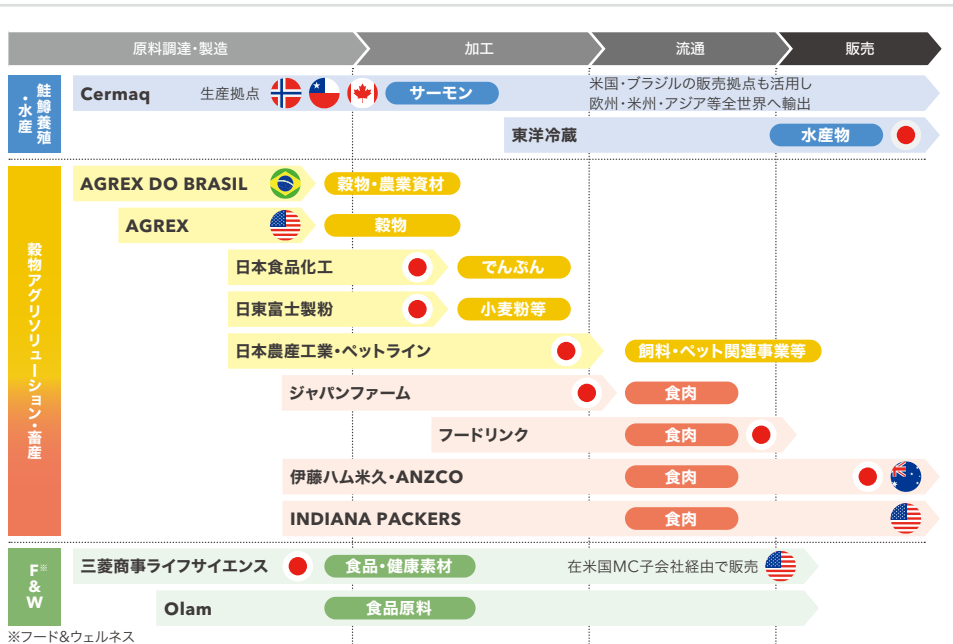 原料調達・製造
加工
流通
販売
鮭鱒養殖
・水産
Cermaq
生産拠点
サーモン
米国・ブラジルの販売拠点も活用し
欧州・米州・アジア等全世界へ輸出
東洋冷蔵
水産物
穀物アグリソリューション・畜産
AGREX DO BRASIL
穀物・農業資材
AGREX
穀物
日本食品化工
でんぷん
日東富士製粉
小麦粉等
日本農産工業・ペットライン
飼料・ペット関連事業等
ジャパンファーム
食肉
フードリンク
食肉
伊藤ハム米久・ANZCO
食肉
INDIANA PACKERS
食肉
F※
&
W
三菱商事ライフサイエンス
食品・健康素材
在米国MC子会社経由で販売
Olam
食品原料
※フード&ウェルネス